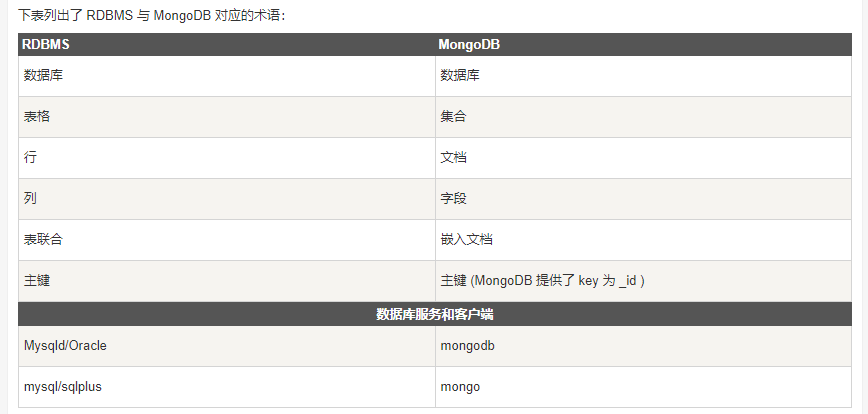 下表列出了 RDBMS 与 MongoDB 对应的术语：
RDBMS MongoDB
数据库 数据库
表格 集合
行 文档
列 字段
表联合 嵌入文档
主键 主键 (MongoDB 提供了 key 为 _id )
数据库服务和客户端
Mysqld/Oracle mongodb
mysql/sqlplus mongo